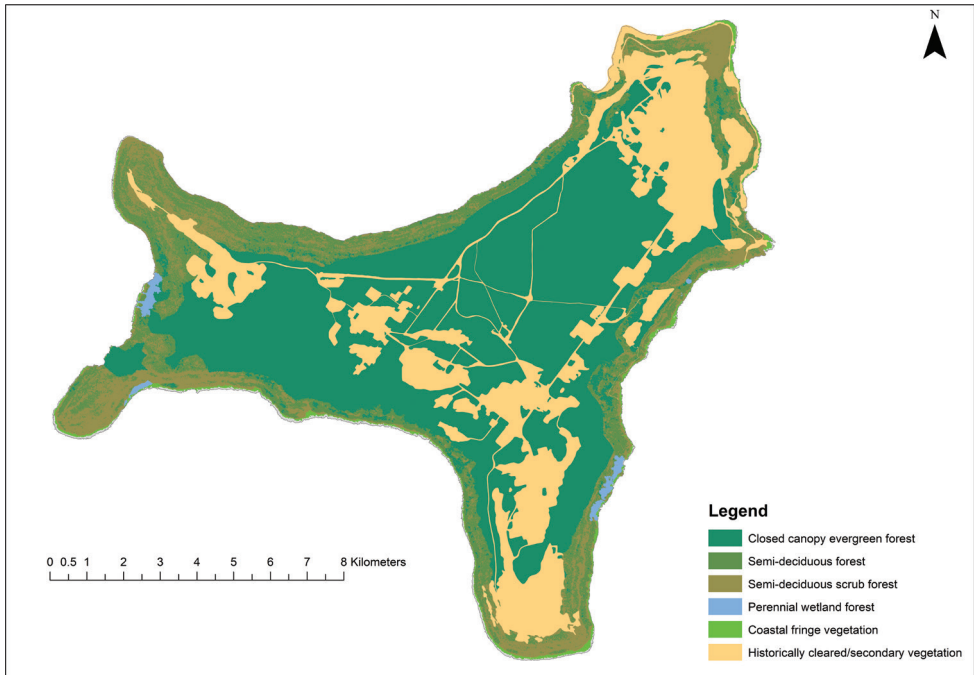 N
0 0.5 1 2 3 4 5 6 7 8 Kilometers
Legend
Closed canopy evergreen forest
Semi-deciduous forest
Semi-deciduous scrub forest
Perennial wetland forest
Coastal fringe vegetation
Historically cleared/secondary vegetation